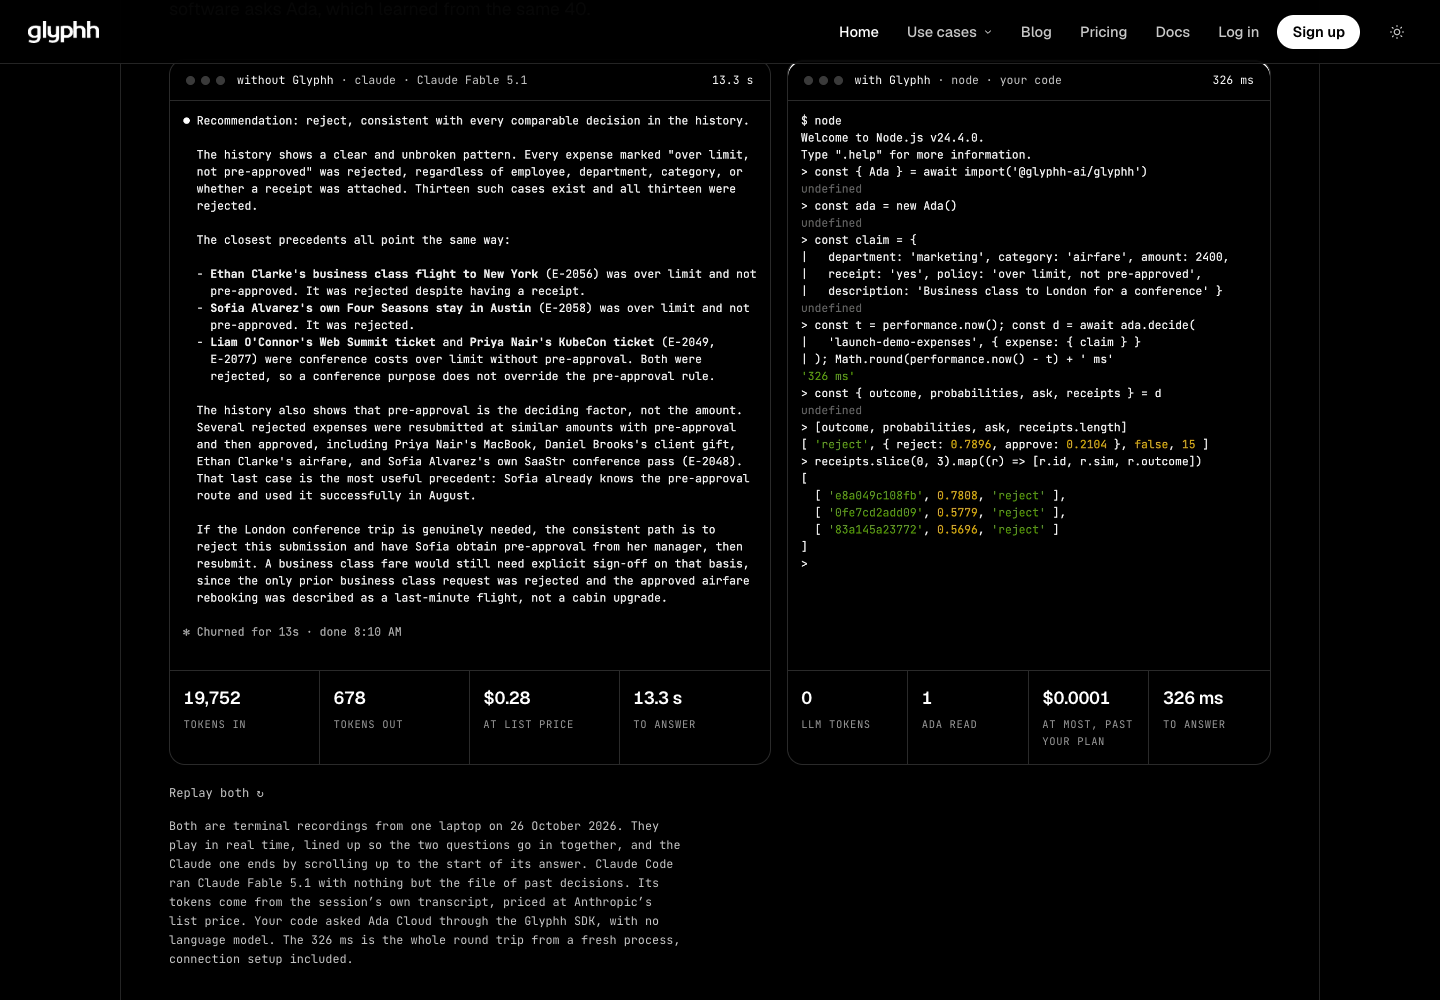 software asks Ada, which learned from the same 40.
glyphh
Home Use cases Blog Pricing Docs Log in Sign up
without Glyphh · claude · Claude Fable 5.1 13.3 s
● Recommendation: reject, consistent with every comparable decision in the history.
The history shows a clear and unbroken pattern. Every expense marked "over limit,
not pre-approved" was rejected, regardless of employee, department, category, or
whether a receipt was attached. Thirteen such cases exist and all thirteen were
rejected.
The closest precedents all point the same way:
- Ethan Clarke's business class flight to New York (E-2056) was over limit and not
pre-approved. It was rejected despite having a receipt.
- Sofia Alvarez's own Four Seasons stay in Austin (E-2058) was over limit and not
pre-approved. It was rejected.
- Liam O'Connor's Web Summit ticket and Priya Nair's KubeCon ticket (E-2049,
E-2077) were conference costs over limit without pre-approval. Both were
rejected, so a conference purpose does not override the pre-approval rule.
The history also shows that pre-approval is the deciding factor, not the amount.
Several rejected expenses were resubmitted at similar amounts with pre-approval
and then approved, including Priya Nair's MacBook, Daniel Brooks's client gift,
Ethan Clarke's airfare, and Sofia Alvarez's own SaaStr conference pass (E-2048).
That last case is the most useful precedent: Sofia already knows the pre-approval
route and used it successfully in August.
If the London conference trip is genuinely needed, the consistent path is to
reject this submission and have Sofia obtain pre-approval from her manager, then
resubmit. A business class fare would still need explicit sign-off on that basis,
since the only prior business class request was rejected and the approved airfare
rebooking was described as a last-minute flight, not a cabin upgrade.
✻ Churned for 13s · done 8:10 AM
19,752
TOKENS IN
678
TOKENS OUT
$0.28
AT LIST PRICE
13.3 s
TO ANSWER
with Glyphh · node · your code 326 ms
$ node
Welcome to Node.js v24.4.0.
Type ".help" for more information.
> const { Ada } = await import('@glyphh-ai/glyphh')
undefined
> const ada = new Ada()
undefined
> const claim = {
|   department: 'marketing', category: 'airfare', amount: 2400,
|   receipt: 'yes', policy: 'over limit, not pre-approved',
|   description: 'Business class to London for a conference' }
undefined
> const t = performance.now(); const d = await ada.decide(
|   'launch-demo-expenses', { expense: { claim } }
| ); Math.round(performance.now() - t) + ' ms'
'326 ms'
> const { outcome, probabilities, ask, receipts } = d
undefined
> [outcome, probabilities, ask, receipts.length]
[ 'reject', { reject: 0.7896, approve: 0.2104 }, false, 15 ]
> receipts.slice(0, 3).map((r) => [r.id, r.sim, r.outcome])
[
[ 'e8a049c108fb', 0.7808, 'reject' ],
[ '0fe7cd2add09', 0.5779, 'reject' ],
[ '83a145a23772', 0.5696, 'reject' ]
]
>
0
LLM TOKENS
1
ADA READ
$0.0001
AT MOST, PAST
YOUR PLAN
326 ms
TO ANSWER
Replay both ↻
Both are terminal recordings from one laptop on 26 October 2026. They
play in real time, lined up so the two questions go in together, and the
Claude one ends by scrolling up to the start of its answer. Claude Code
ran Claude Fable 5.1 with nothing but the file of past decisions. Its
tokens come from the session’s own transcript, priced at Anthropic’s
list price. Your code asked Ada Cloud through the Glyphh SDK, with no
language model. The 326 ms is the whole round trip from a fresh process,
connection setup included.